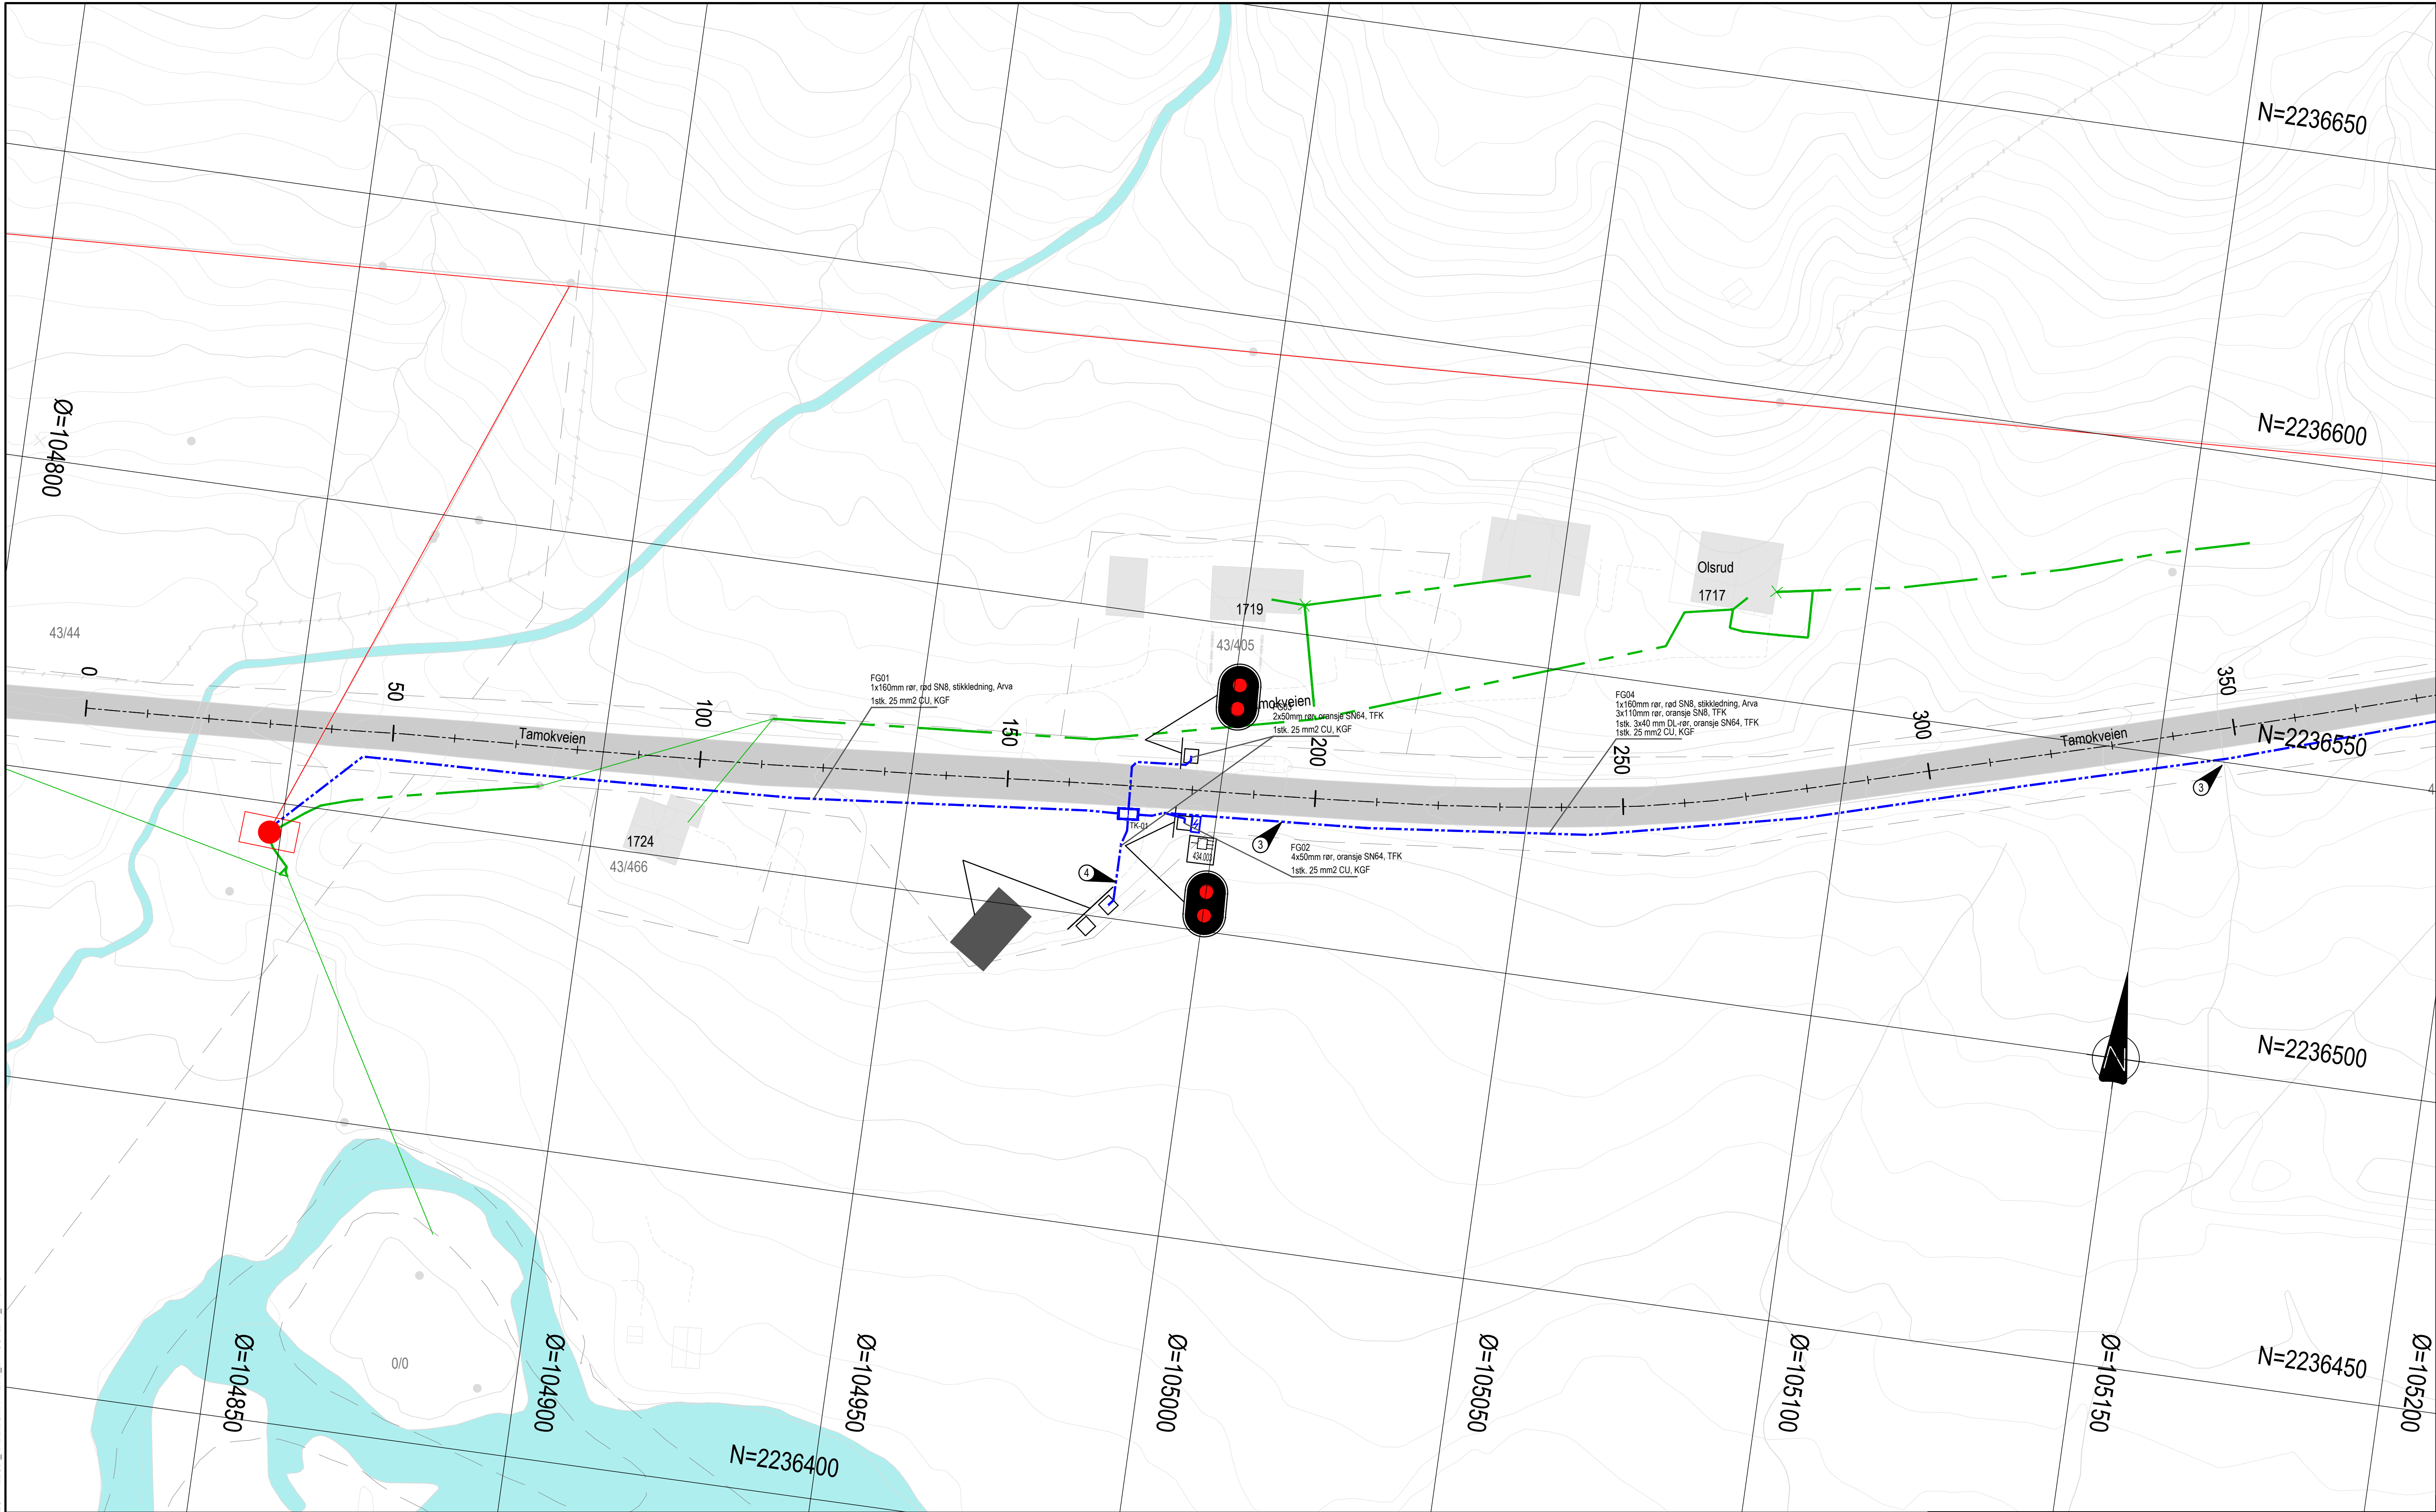 N=2236650
N=2236600
Ø=104800
43/44
0
50
100
150
200
250
300
350
Olsrud
1717
1719
43/405
FG01
1x160mm rør, rød SN8, stikkledning, Arva
1stk. 25 mm2 CU, KGF
2x50mm rør, oransje SN64, TFK
1stk. 25 mm2 CU, KGF
FG04
1x160mm rør, rød SN8, stikkledning, Arva
3x110mm rør, oransje SN8, TFK
1stk. 3x40 mm DL-rør, oransje SN64, TFK
1stk. 25 mm2 CU, KGF
Tamokveien
mokveien
Tamokveien
N=2236550
3
TK-01
1724
43/466
3
434.003
FG02
4x50mm rør, oransje SN64, TFK
1stk. 25 mm2 CU, KGF
4
N
N=2236500
N=2236450
0/0
Ø=104850
Ø=104900
Ø=104950
Ø=105000
Ø=105050
Ø=105100
Ø=105150
Ø=105200
N=2236400